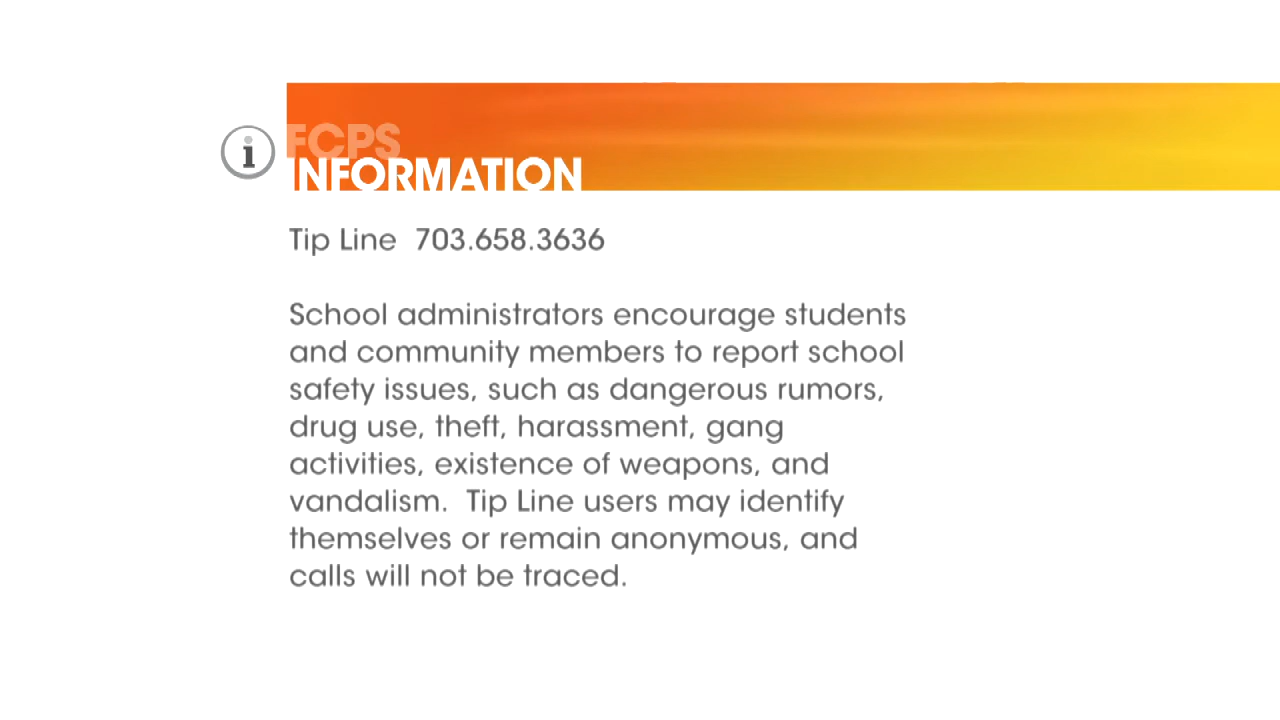 i
FCPS
INFORMATION
Tip Line 703.658.3636
School administrators encourage students
and community members to report school
safety issues, such as dangerous rumors,
drug use, theft, harassment, gang
activities, existence of weapons, and
vandalism. Tip Line users may identify
themselves or remain anonymous, and
calls will not be traced.